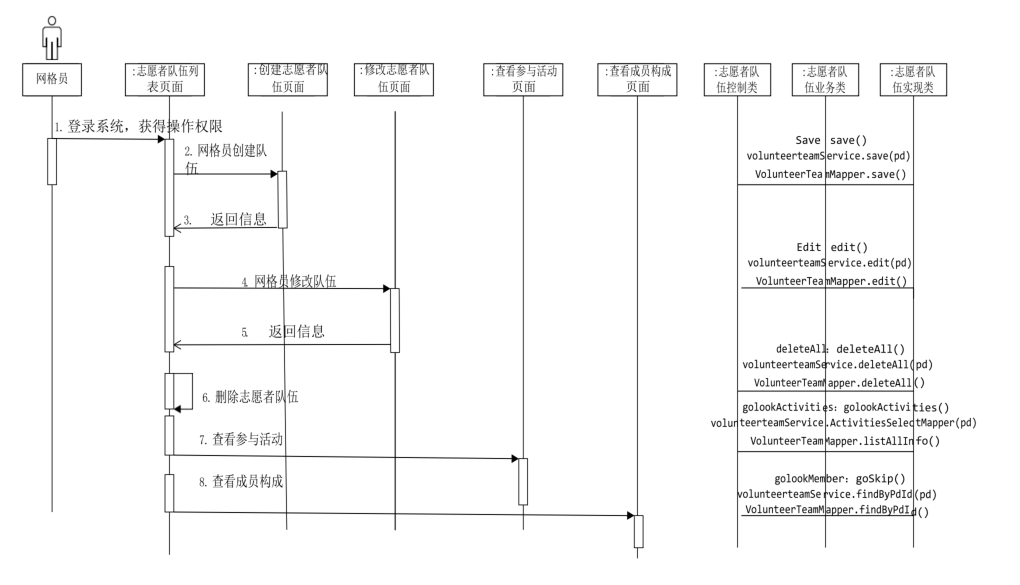 网格员
:志愿者队伍列
表页面
:创建志愿者队
伍页面
:修改志愿者队
伍页面
:查看参与活动
页面
:查看成员构成
页面
:志愿者队
伍控制类
:志愿者队
伍业务类
:志愿者队
伍实现类
1. 登录系统，获得操作权限
2. 网格员创建队
伍
3. 返回信息
4. 网格员修改队伍
5. 返回信息
6. 删除志愿者队伍
7. 查看参与活动
8. 查看成员构成
Save save()
volunteerteamService.save(pd)
VolunteerTeamMapper.save()
Edit edit()
volunteerteamService.edit(pd)
VolunteerTeamMapper.edit()
deleteAll: deleteAll()
volunteerteamService.deleteAll(pd)
VolunteerTeamMapper.deleteAll()
golookActivities: golookActivities()
volunteerteamService.ActivitiesSelectMapper(pd)
VolunteerTeamMapper.listAllInfo()
golookMember: goSkip()
volunteerteamService.findByPdId(pd)
VolunteerTeamMapper.findByPdId()